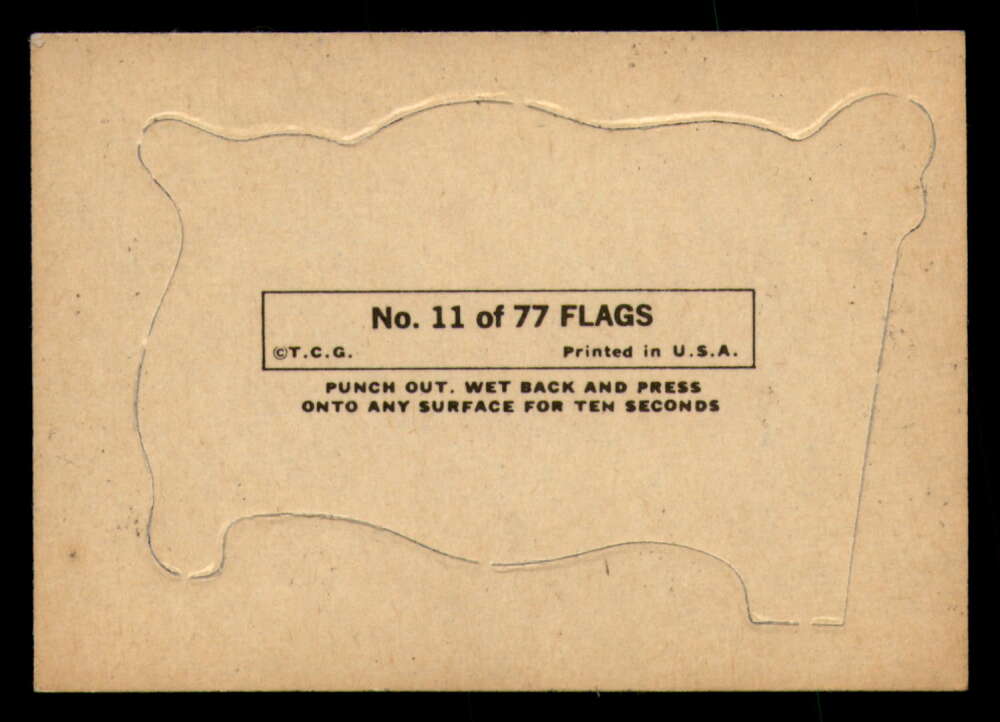 No. 11 of 77 FLAGS
©T.C.G. Printed in U.S.A.
PUNCH OUT. WET BACK AND PRESS
ONTO ANY SURFACE FOR TEN SECONDS